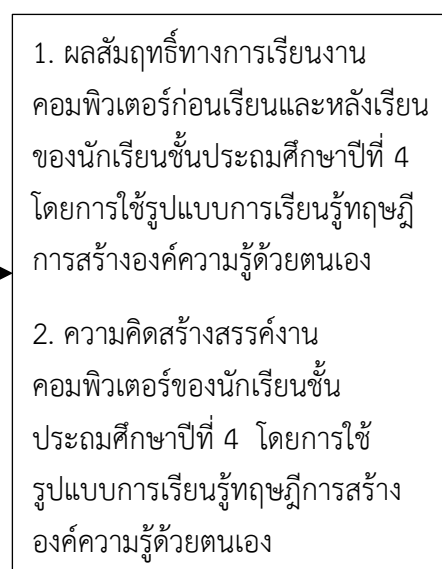 1. ผลสัมฤทธิ์ทางการเรียนงาน
คอมพิวเตอร์ก่อนเรียนและหลังเรียน
ของนักเรียนชั้นประถมศึกษาปีที่ 4
โดยการใช้รูปแบบการเรียนรู้ทฤษฎี
การสร้างองค์ความรู้ด้วยตนเอง
2. ความคิดสร้างสรรค์งาน
คอมพิวเตอร์ของนักเรียนชั้น
ประถมศึกษาปีที่ 4 โดยการใช้
รูปแบบการเรียนรู้ทฤษฎีการสร้าง
องค์ความรู้ด้วยตนเอง